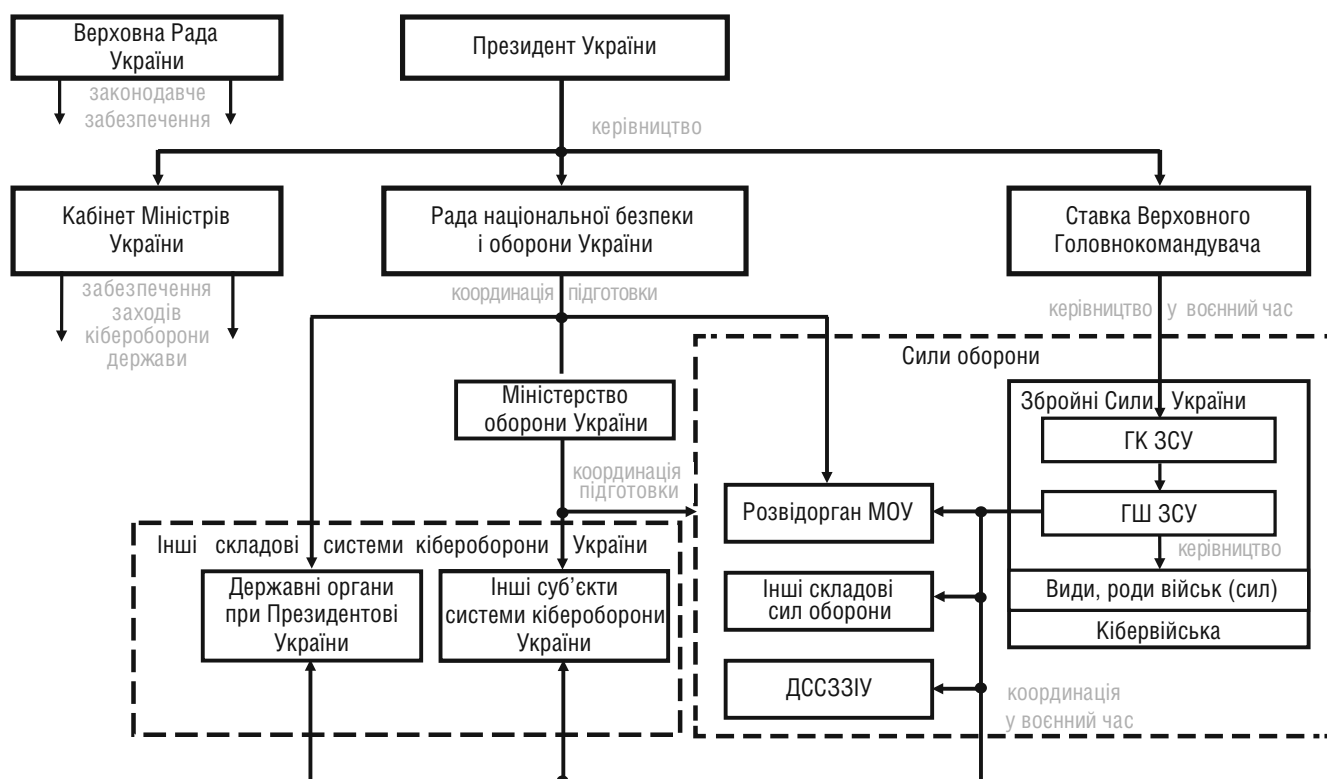 Верховна Рада
України
Президент України
законодавче
забезпечення
керівництво
Кабінет Міністрів
України
Рада національної безпеки
і оборони України
Ставка Верховного
Головнокомандувача
забезпечення
заходів
кібероборони
держави
координація підготовки
керівництво у воєнний час
Сили оборони
Міністерство
оборони України
Збройні Сили України
ГК ЗСУ
координація
підготовки
Розвідорган МОУ
ГШ ЗСУ
керівництво
Інші складові системи кібероборони України
Державні органи
при Президентові
України
Інші суб’єкти
системи кібероборони
України
Інші складові
сил оборони
Види, роди військ (сил)
Кібервійська
ДССЗЗІУ
координація
у воєнний час